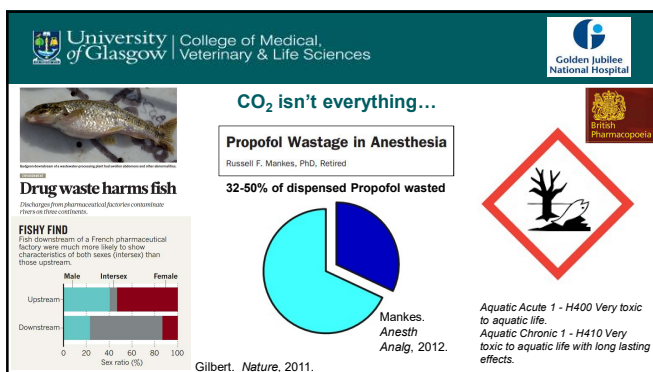 University of Glasgow
College of Medical,
Veterinary & Life Sciences
Golden Jubilee
National Hospital
CO₂ isn't everything…
British
Pharmacopoeia
Drug waste harms fish
Discharges from pharmaceutical factories contaminate
rivers on three continents.
FISHY FIND
Fish downstream of a French pharmaceutical
factory were much more likely to show
characteristics of both sexes (intersex) than
those upstream.
Male Intersex Female
Upstream
Downstream
0 20 40 60 80 100
Sex ratio (%)
Gilbert. Nature, 2011.
Propofol Wastage in Anesthesia
Russell F. Mankes, PhD, Retired
32-50% of dispensed Propofol wasted
Mankes.
Anesth
Analg, 2012.
Aquatic Acute 1 - H400 Very toxic
to aquatic life.
Aquatic Chronic 1 - H410 Very
toxic to aquatic life with long lasting
effects.